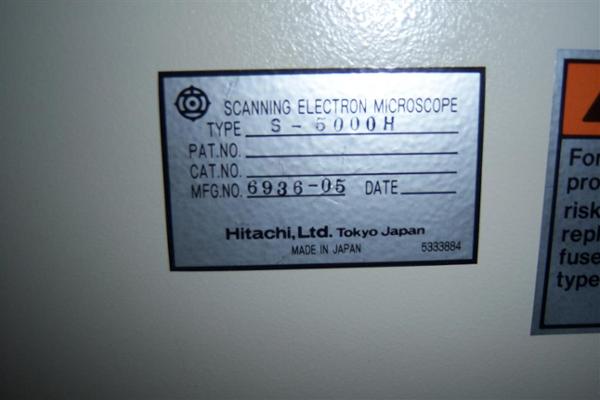 SCANNING ELECTRON MICROSCOPE
TYPE S-5000H
PAT.NO.
CAT.NO.
MFG.NO. 6936-05 DATE
Hitachi, Ltd. Tokyo Japan
MADE IN JAPAN 5333884
For
pro
risk
repl
fuse
type